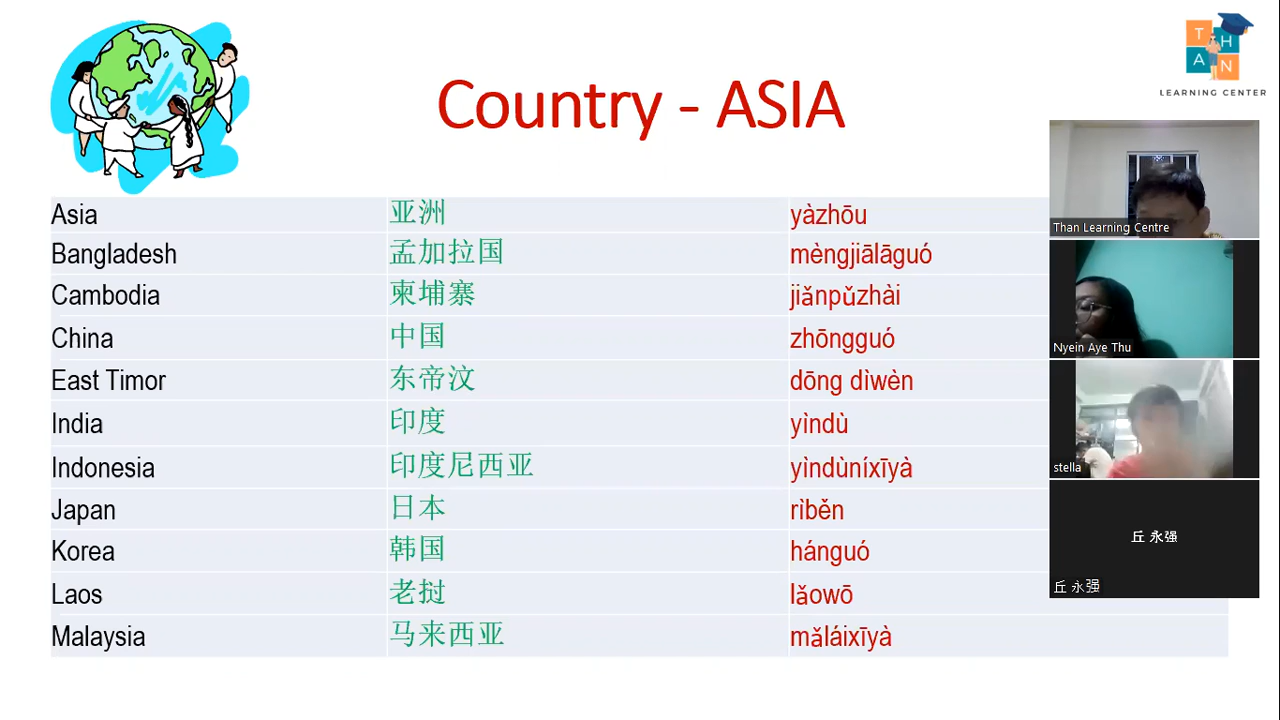 Country - ASIA
THAN
LEARNING CENTER
Asia 亚洲 yàzhōu
Bangladesh 孟加拉国 mèngjiālāguó
Cambodia 柬埔寨 jiǎnpǔzhài
China 中国 zhōngguó
East Timor 东帝汶 dōng dìwèn
India 印度 yìndù
Indonesia 印度尼西亚 yìndùníxīyà
Japan 日本 rìběn
Korea 韩国 hánguó
Laos 老挝 lǎowō
Malaysia 马来西亚 mǎláixīyà
Than Learning Centre
Nyein Aye Thu
stella
丘 永强
丘 永强